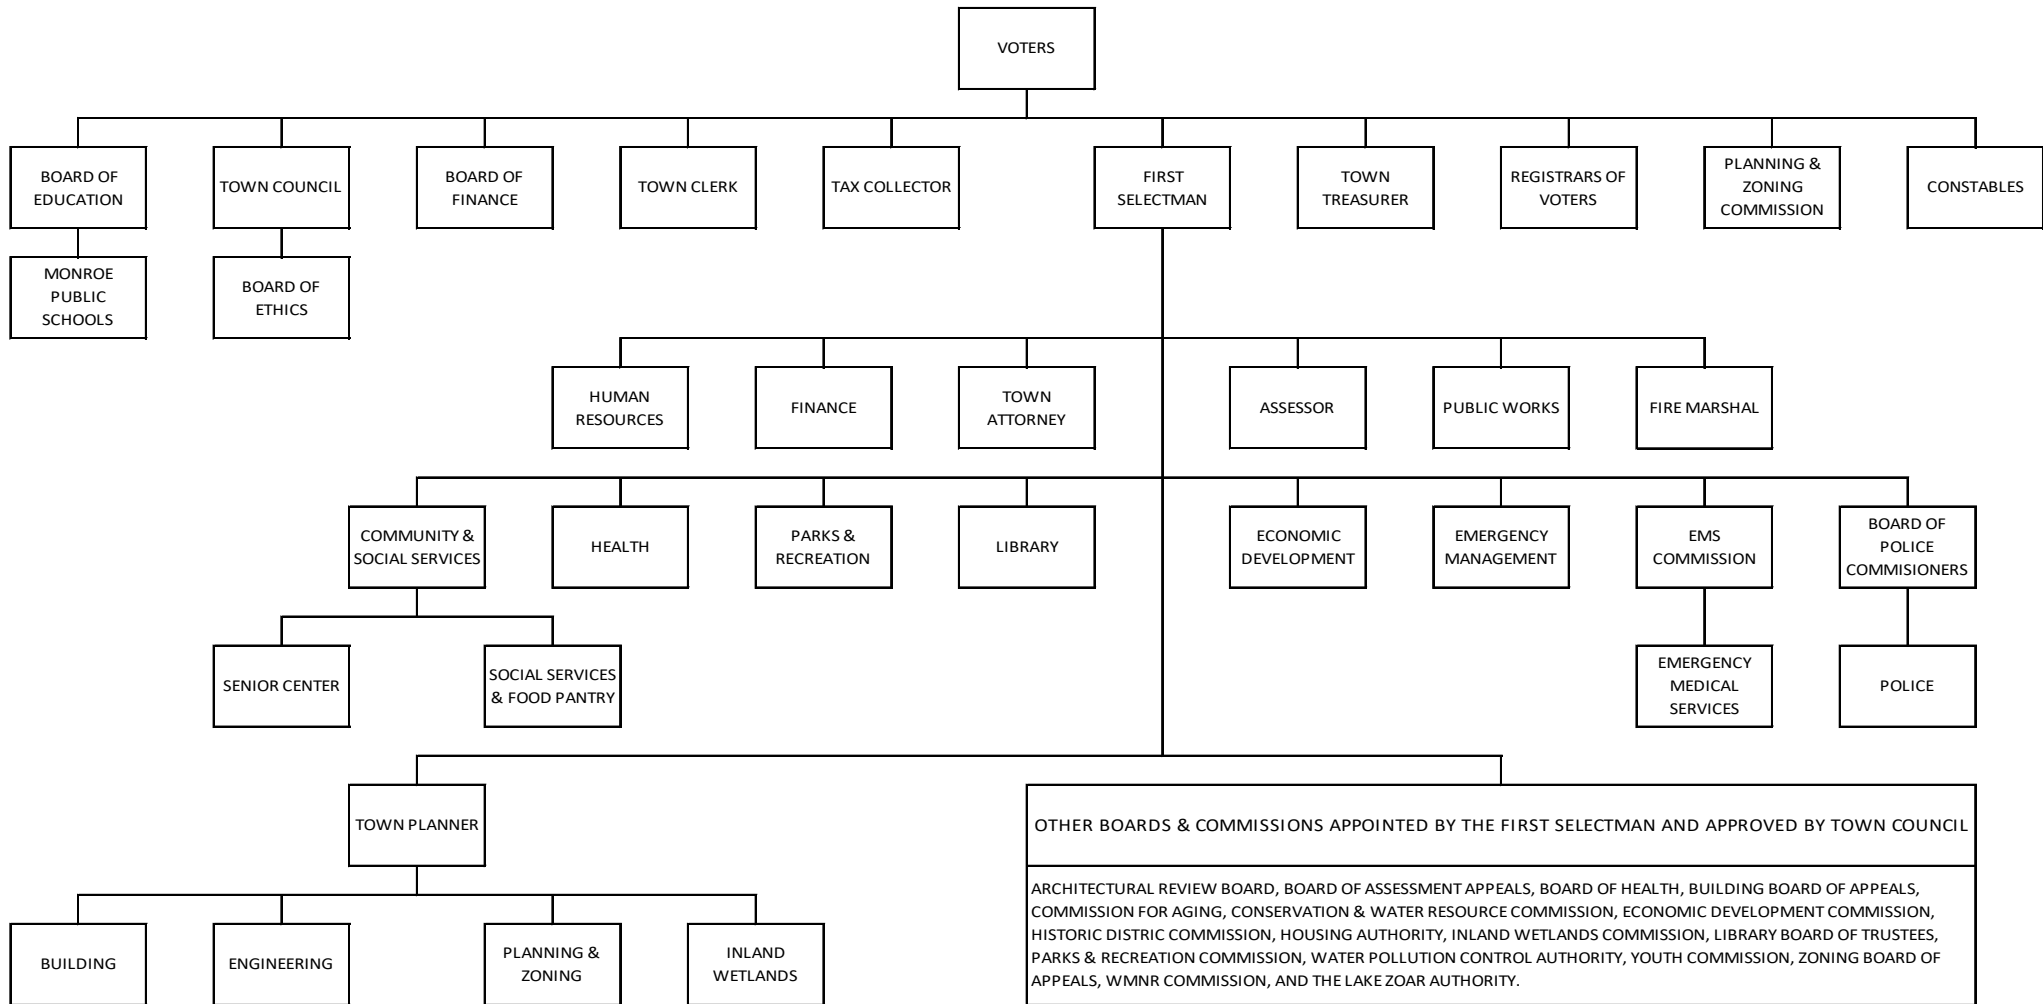 VOTERS
BOARD OF
EDUCATION
TOWN COUNCIL
BOARD OF
FINANCE
TOWN CLERK
TAX COLLECTOR
FIRST
SELECTMAN
TOWN
TREASURER
REGISTRARS OF
VOTERS
PLANNING &
ZONING
COMMISSION
CONSTABLES
MONROE
PUBLIC
SCHOOLS
BOARD OF
ETHICS
HUMAN
RESOURCES
FINANCE
TOWN
ATTORNEY
ASSESSOR
PUBLIC WORKS
FIRE MARSHAL
COMMUNITY &
SOCIAL SERVICES
HEALTH
PARKS &
RECREATION
LIBRARY
ECONOMIC
DEVELOPMENT
EMERGENCY
MANAGEMENT
EMS
COMMISSION
BOARD OF
POLICE
COMMISIONERS
SENIOR CENTER
SOCIAL SERVICES
& FOOD PANTRY
EMERGENCY
MEDICAL
SERVICES
POLICE
TOWN PLANNER
OTHER BOARDS & COMMISSIONS APPOINTED BY THE FIRST SELECTMAN AND APPROVED BY TOWN COUNCIL
ARCHITECTURAL REVIEW BOARD, BOARD OF ASSESSMENT APPEALS, BOARD OF HEALTH, BUILDING BOARD OF APPEALS,
COMMISSION FOR AGING, CONSERVATION & WATER RESOURCE COMMISSION, ECONOMIC DEVELOPMENT COMMISSION,
HISTORIC DISTRIC COMMISSION, HOUSING AUTHORITY, INLAND WETLANDS COMMISSION, LIBRARY BOARD OF TRUSTEES,
PARKS & RECREATION COMMISSION, WATER POLLUTION CONTROL AUTHORITY, YOUTH COMMISSION, ZONING BOARD OF
APPEALS, WMNR COMMISSION, AND THE LAKE ZOAR AUTHORITY.
BUILDING
ENGINEERING
PLANNING &
ZONING
INLAND
WETLANDS